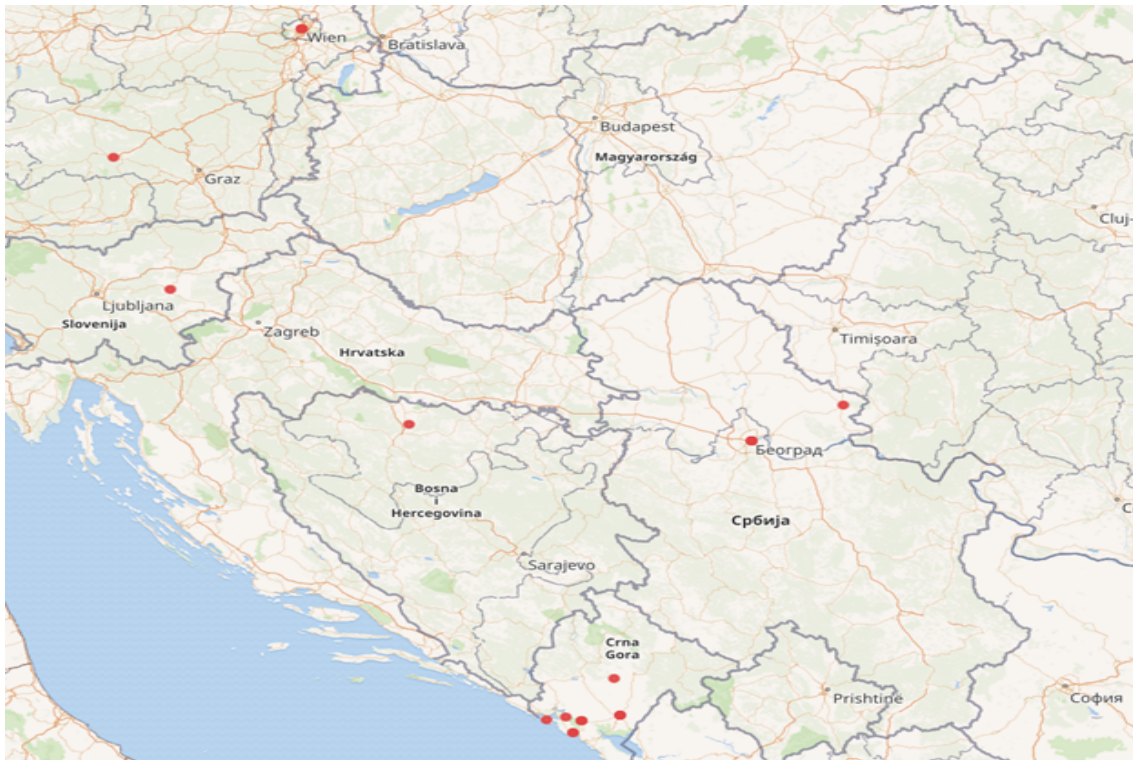 Wien
Bratislava
Budapest
Magyarország
Graz
Cluj-
Ljubljana
Slovenija
Zagreb
Timișoara
Hrvatska
Београд
Bosna
i
Hercegovina
Србија
Sarajevo
Crna
Gora
Prishtinë
София